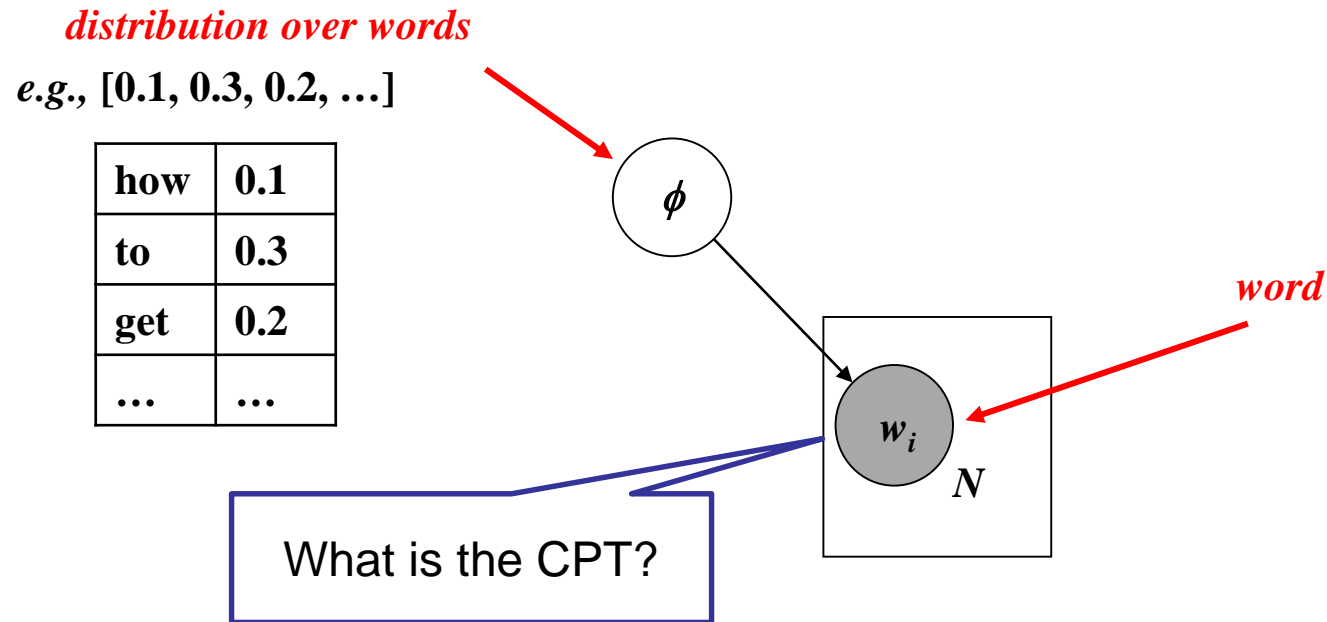 distribution over words
e.g., [0.1, 0.3, 0.2, …]
how 0.1
to 0.3
get 0.2
… …
ϕ
word
w_i
N
What is the CPT?